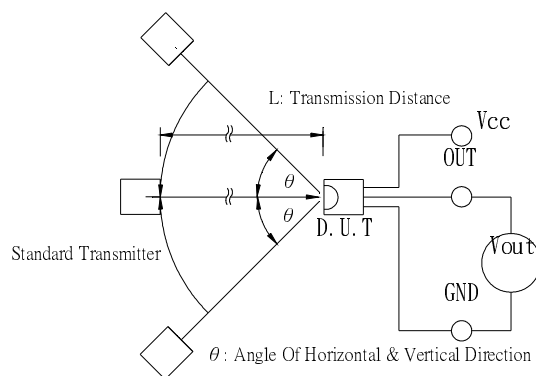 L: Transmission Distance
Vcc
OUT
θ
θ
D.U.T
Standard Transmitter
Vout
GND
θ: Angle Of Horizontal & Vertical Direction